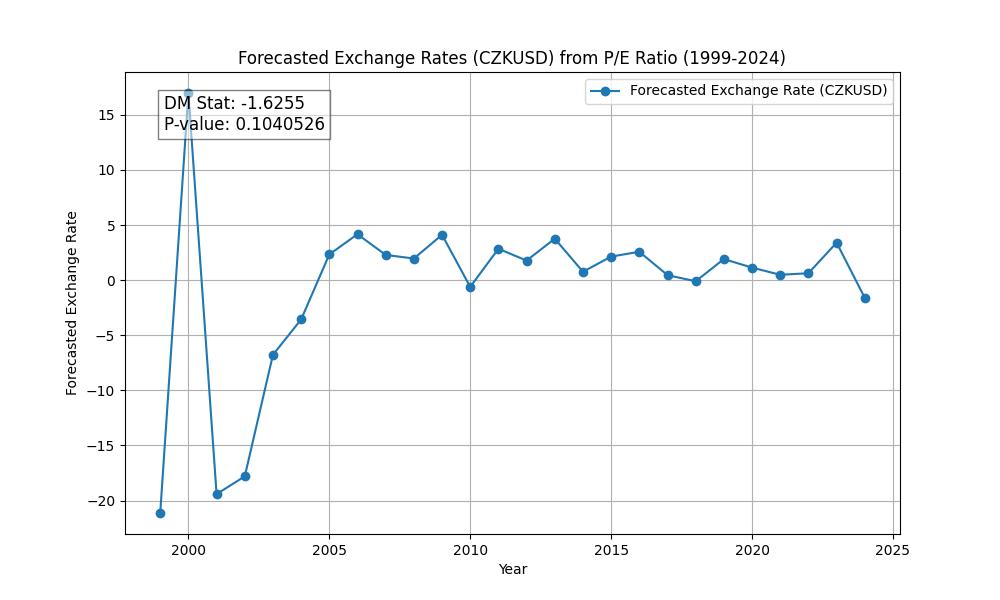 Forecasted Exchange Rates (CZKUSD) from P/E Ratio (1999-2024)
DM Stat: -1.6255
P-value: 0.1040526
Forecasted Exchange Rate (CZKUSD)
Forecasted Exchange Rate
15
10
5
0
−5
−10
−15
−20
2000
2005
2010
2015
2020
2025
Year